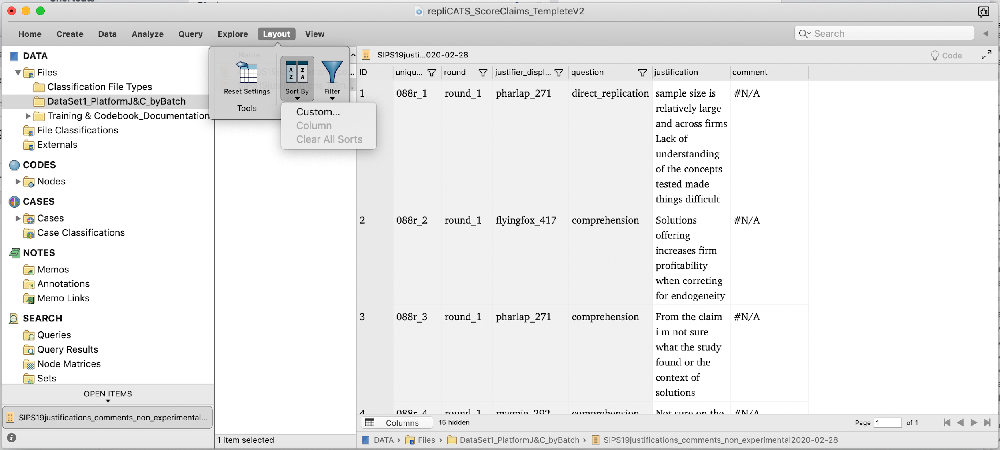 repliCATS_ScoreClaims_TempleteV2
Home Create Data Analyze Query Explore Layout View
Search
DATA
Files
Classification File Types
DataSet1_PlatformJ&C_byBatch
Training & Codebook_Documentation
File Classifications
Externals
CODES
Nodes
CASES
Cases
Case Classifications
NOTES
Memos
Annotations
Memo Links
SEARCH
Queries
Query Results
Node Matrices
Sets
OPEN ITEMS
SIPS19justifications_comments_non_experimental...
Name
Reset Settings
Tools
Sort By
Filter
Custom...
Column
Clear All Sorts
1 item selected
SIPS19justi...020-02-28
Code
ID uniqu... round justifier_displ... question justification comment
1 088r_1 round_1 pharlap_271 direct_replication sample size is #N/A
relatively large
and across firms
Lack of
understanding
of the concepts
tested made
things difficult
2 088r_2 round_1 flyingfox_417 comprehension Solutions #N/A
offering
increases firm
profitability
when correting
for endogeneity
3 088r_3 round_1 pharlap_271 comprehension From the claim #N/A
i m not sure
what the study
found or the
context of
solutions
4 088r_4 round_1 magpie_292 comprehension Not sure on the #N/A
Columns 15 hidden
Page 1 of 1
DATA › Files › DataSet1_PlatformJ&C_byBatch › SIPS19justifications_comments_non_experimental2020-02-28